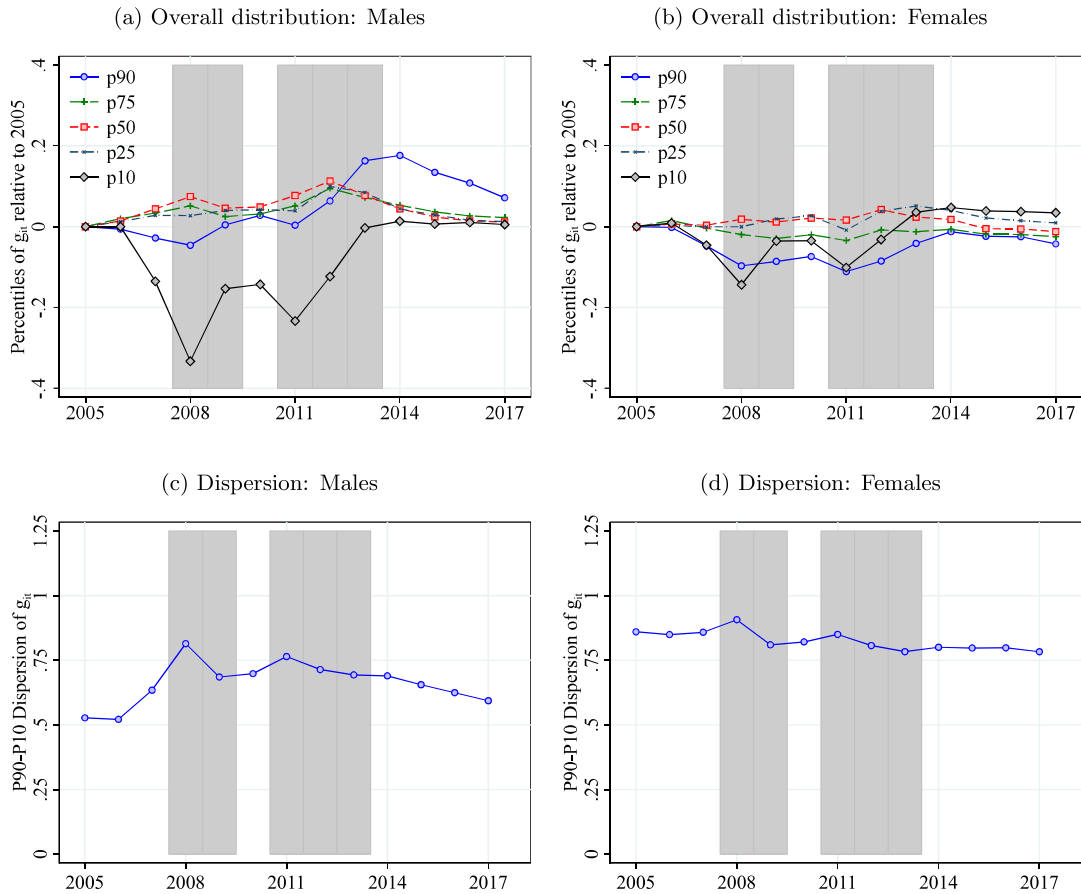 (a) Overall distribution: Males
Percentiles of g_it relative to 2005
.4
.2
0
-.2
-.4
p90
p75
p50
p25
p10
2005
2008
2011
2014
2017
(b) Overall distribution: Females
Percentiles of g_it relative to 2005
.4
.2
0
-.2
-.4
p90
p75
p50
p25
p10
2005
2008
2011
2014
2017
(c) Dispersion: Males
P90-P10 Dispersion of g_it
1.25
1
.75
.5
.25
0
2005
2008
2011
2014
2017
(d) Dispersion: Females
P90-P10 Dispersion of g_it
1.25
1
.75
.5
.25
0
2005
2008
2011
2014
2017